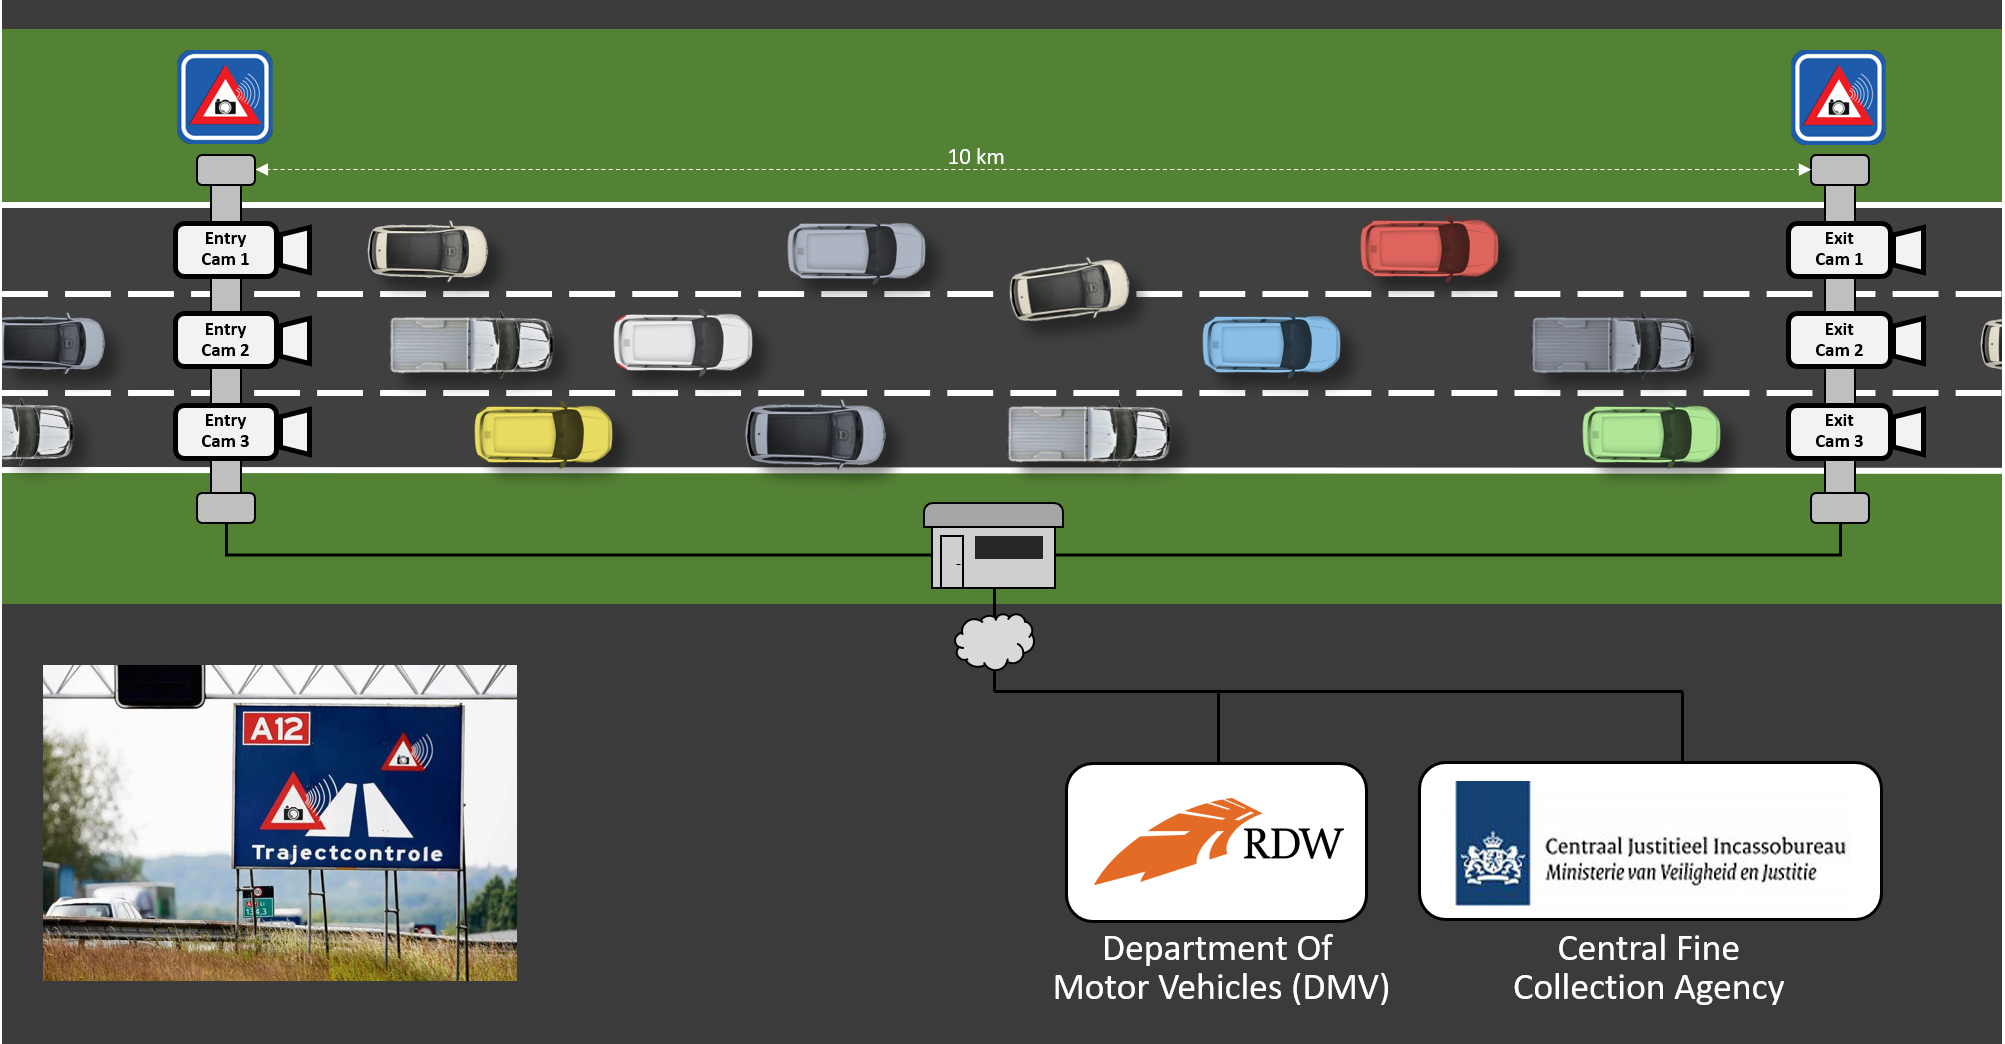 10 km
Entry
Cam 1
Entry
Cam 2
Entry
Cam 3
Exit
Cam 1
Exit
Cam 2
Exit
Cam 3
A12
Trajectcontrole
RDW
Department Of
Motor Vehicles (DMV)
Centraal Justitieel Incassobureau
Ministerie van Veiligheid en Justitie
Central Fine
Collection Agency